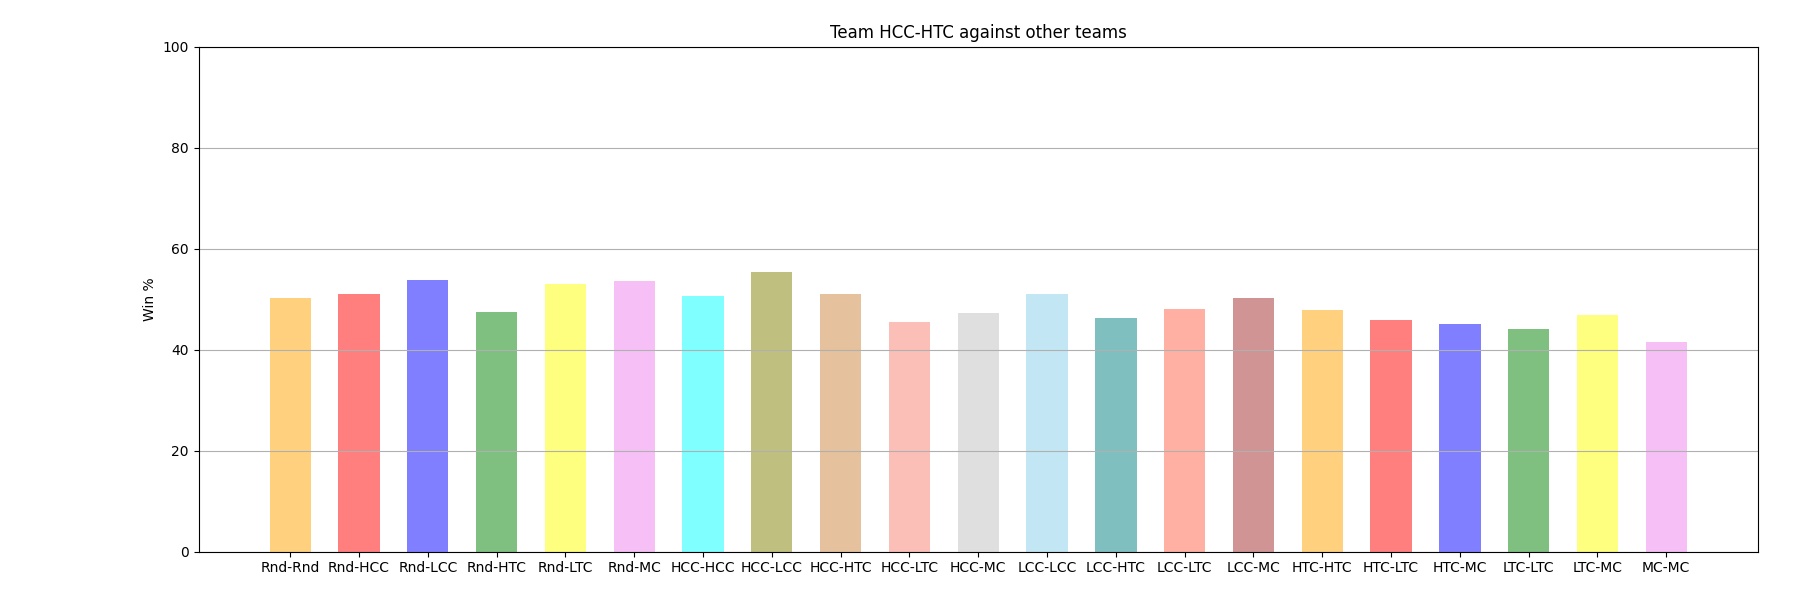 Team HCC-HTC against other teams
100
80
60
40
20
0
Win %
Rnd-Rnd Rnd-HCC Rnd-LCC Rnd-HTC Rnd-LTC Rnd-MC HCC-HCC HCC-LCC HCC-HTC HCC-LTC HCC-MC LCC-LCC LCC-HTC LCC-LTC LCC-MC HTC-HTC HTC-LTC HTC-MC LTC-LTC LTC-MC MC-MC